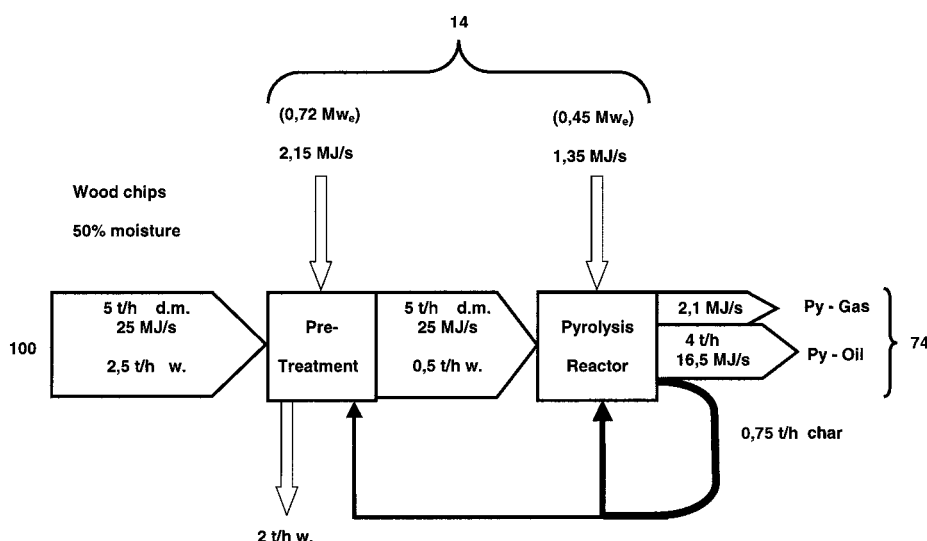 14
(0,72 Mwe)
(0,45 Mwe)
2,15 MJ/s
1,35 MJ/s
Wood chips
50% moisture
100
5 t/h d.m.
25 MJ/s
2,5 t/h w.
Pre-
Treatment
5 t/h d.m.
25 MJ/s
0,5 t/h w.
Pyrolysis
Reactor
2,1 MJ/s
4 t/h
16,5 MJ/s
Py - Gas
Py - Oil
74
0,75 t/h char
2 t/h w.